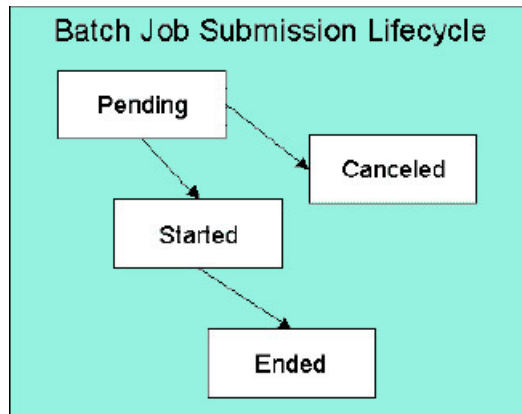 Batch Job Submission Lifecycle
Pending
Canceled
Started
Ended